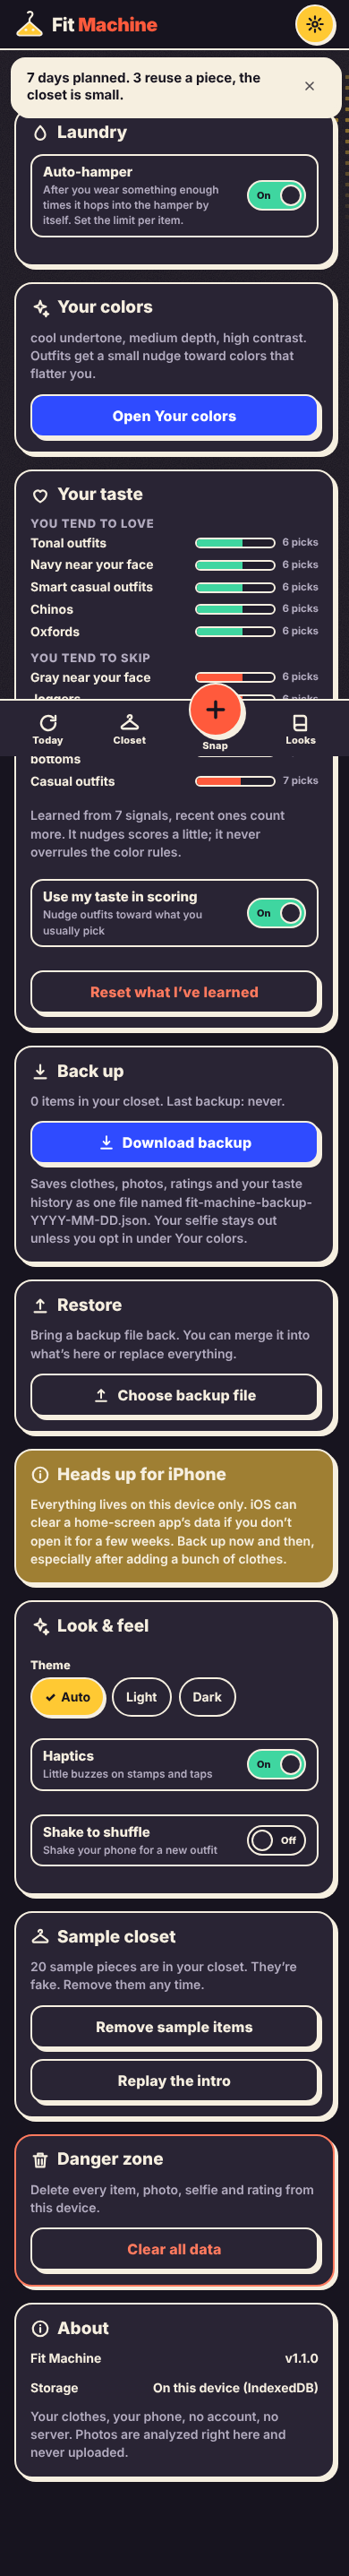 Fit Machine
7 days planned. 3 reuse a piece, the
closet is small.
Laundry
Auto-hamper
After you wear something enough
times it hops into the hamper by
itself. Set the limit per item.
On
Your colors
cool undertone, medium depth, high contrast.
Outfits get a small nudge toward colors that
flatter you.
Open Your colors
Your taste
YOU TEND TO LOVE
Tonal outfits 6 picks
Navy near your face 6 picks
Smart casual outfits 6 picks
Chinos 6 picks
Oxfords 6 picks
YOU TEND TO SKIP
Gray near your face 6 picks
Joggers 6 picks
Today Closet Snap Looks
bottoms
Casual outfits 7 picks
Learned from 7 signals, recent ones count
more. It nudges scores a little; it never
overrules the color rules.
Use my taste in scoring
Nudge outfits toward what you
usually pick
On
Reset what I’ve learned
Back up
0 items in your closet. Last backup: never.
Download backup
Saves clothes, photos, ratings and your taste
history as one file named fit-machine-backup-
YYYY-MM-DD.json. Your selfie stays out
unless you opt in under Your colors.
Restore
Bring a backup file back. You can merge it into
what’s here or replace everything.
Choose backup file
Heads up for iPhone
Everything lives on this device only. iOS can
clear a home-screen app’s data if you don’t
open it for a few weeks. Back up now and then,
especially after adding a bunch of clothes.
Look & feel
Theme
Auto Light Dark
Haptics
Little buzzes on stamps and taps
On
Shake to shuffle
Shake your phone for a new outfit
Off
Sample closet
20 sample pieces are in your closet. They’re
fake. Remove them any time.
Remove sample items
Replay the intro
Danger zone
Delete every item, photo, selfie and rating from
this device.
Clear all data
About
Fit Machine v1.1.0
Storage On this device (IndexedDB)
Your clothes, your phone, no account, no
server. Photos are analyzed right here and
never uploaded.